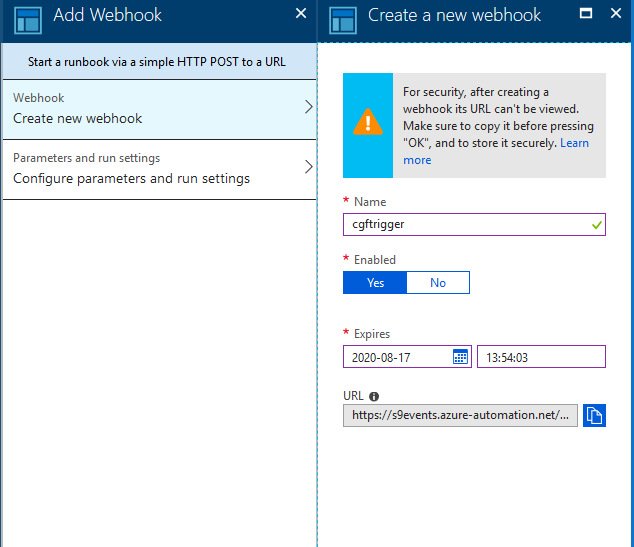 Add Webhook
Start a runbook via a simple HTTP POST to a URL
Webhook
Create new webhook
Parameters and run settings
Configure parameters and run settings
Create a new webhook
For security, after creating a
webhook its URL can't be viewed.
Make sure to copy it before pressing
"OK", and to store it securely. Learn
more
* Name
cgftrigger
* Enabled
Yes No
* Expires
2020-08-17 13:54:03
URL
https://s9events.azure-automation.net/...